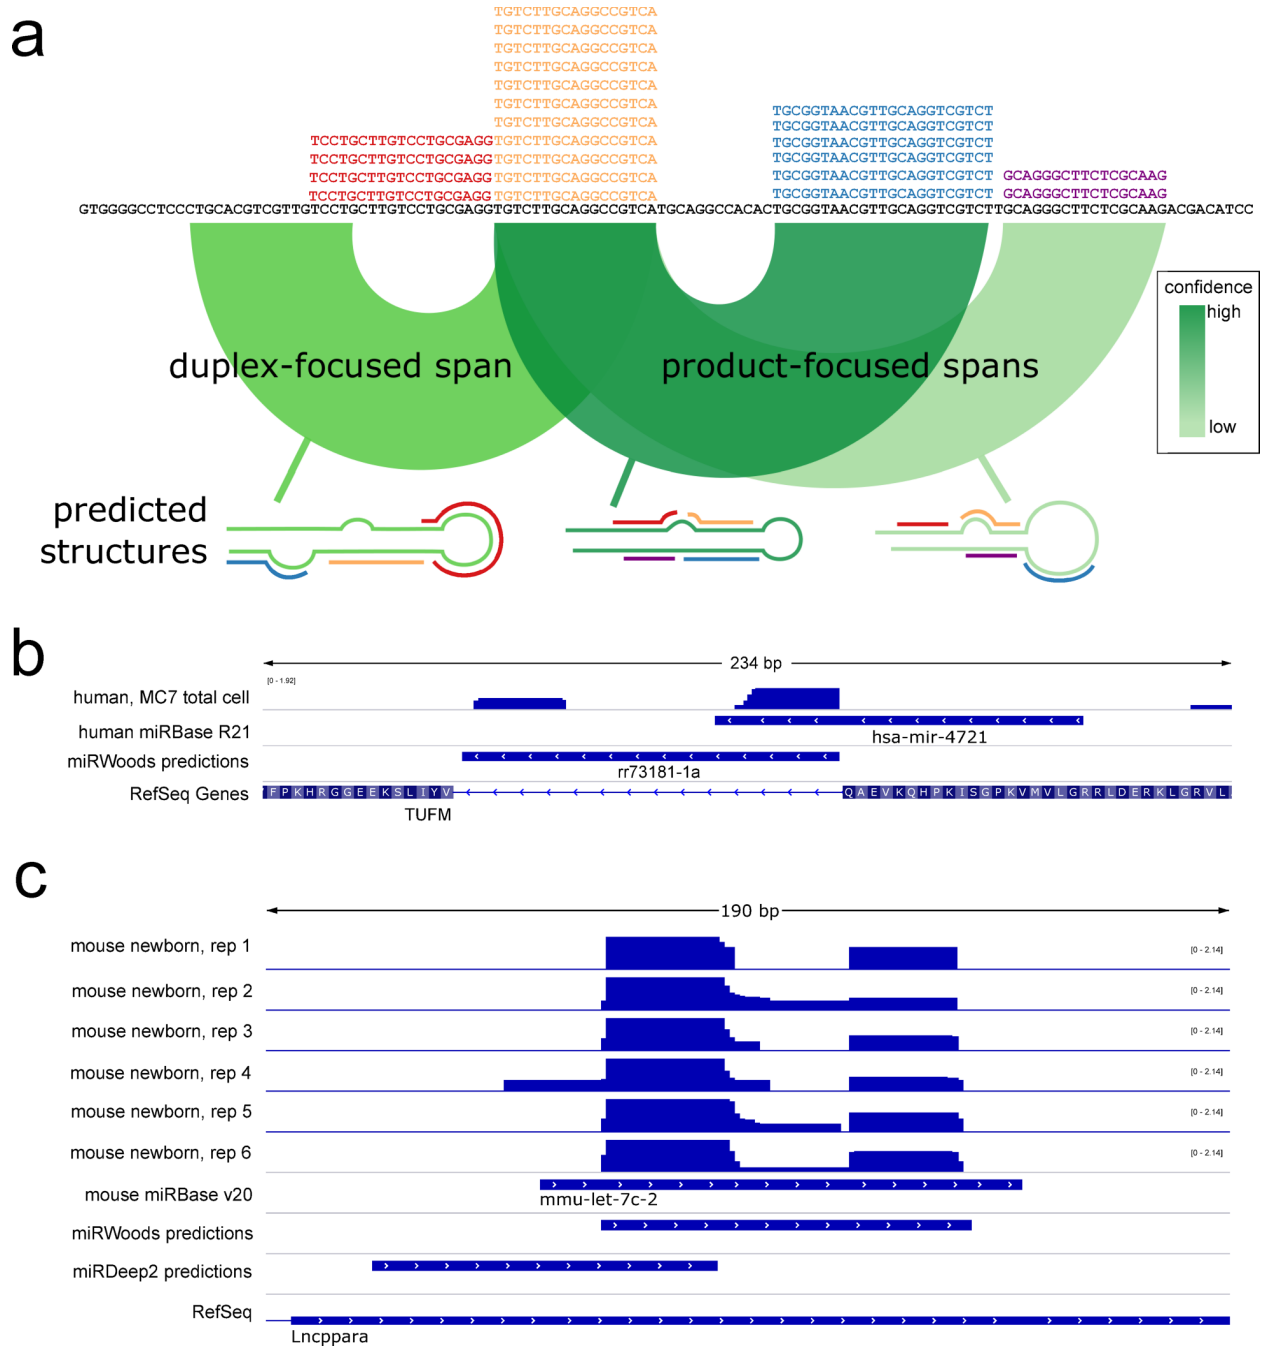 a
TGTCTTGCAGGCCGTCA
TGTCTTGCAGGCCGTCA
TGTCTTGCAGGCCGTCA
TGTCTTGCAGGCCGTCA
TGTCTTGCAGGCCGTCA
TGTCTTGCAGGCCGTCA TGCGGTAACGTTGCAGGTCGTCT
TGTCTTGCAGGCCGTCA TGCGGTAACGTTGCAGGTCGTCT
TCCTGCTTGTCCTGCGAGGTGTCTTGCAGGCCGTCA TGCGGTAACGTTGCAGGTCGTCT
TCCTGCTTGTCCTGCGAGGTGTCTTGCAGGCCGTCA TGCGGTAACGTTGCAGGTCGTCT
TCCTGCTTGTCCTGCGAGGTGTCTTGCAGGCCGTCA TGCGGTAACGTTGCAGGTCGTCT GCAGGGCTTCTCGCAAG
TCCTGCTTGTCCTGCGAGGTGTCTTGCAGGCCGTCA TGCGGTAACGTTGCAGGTCGTCT GCAGGGCTTCTCGCAAG
GTGGGGCCTCCCTGCACGTCGTTGTCCTGCTTGTCCTGCGAGGTGTCTTGCAGGCCGTCATGCAGGCCACACTGCGGTAACGTTGCAGGTCGTCTTGCAGGGCTTCTCGCAAGACGACATCC
confidence
high
low
duplex-focused span
product-focused spans
predicted
structures
b
234 bp
[0 - 1.92]
human, MC7 total cell
human miRBase R21
hsa-mir-4721
miRWoods predictions
rr73181-1a
RefSeq Genes
F P K H R G G E E K S L I Y V
Q A E V K Q H P K I S G P K V M V L G R R L D E R K L G R V L
TUFM
c
190 bp
mouse newborn, rep 1
[0 - 2.14]
mouse newborn, rep 2
[0 - 2.14]
mouse newborn, rep 3
[0 - 2.14]
mouse newborn, rep 4
[0 - 2.14]
mouse newborn, rep 5
[0 - 2.14]
mouse newborn, rep 6
[0 - 2.14]
mouse miRBase v20
mmu-let-7c-2
miRWoods predictions
miRDeep2 predictions
RefSeq
Lncppara